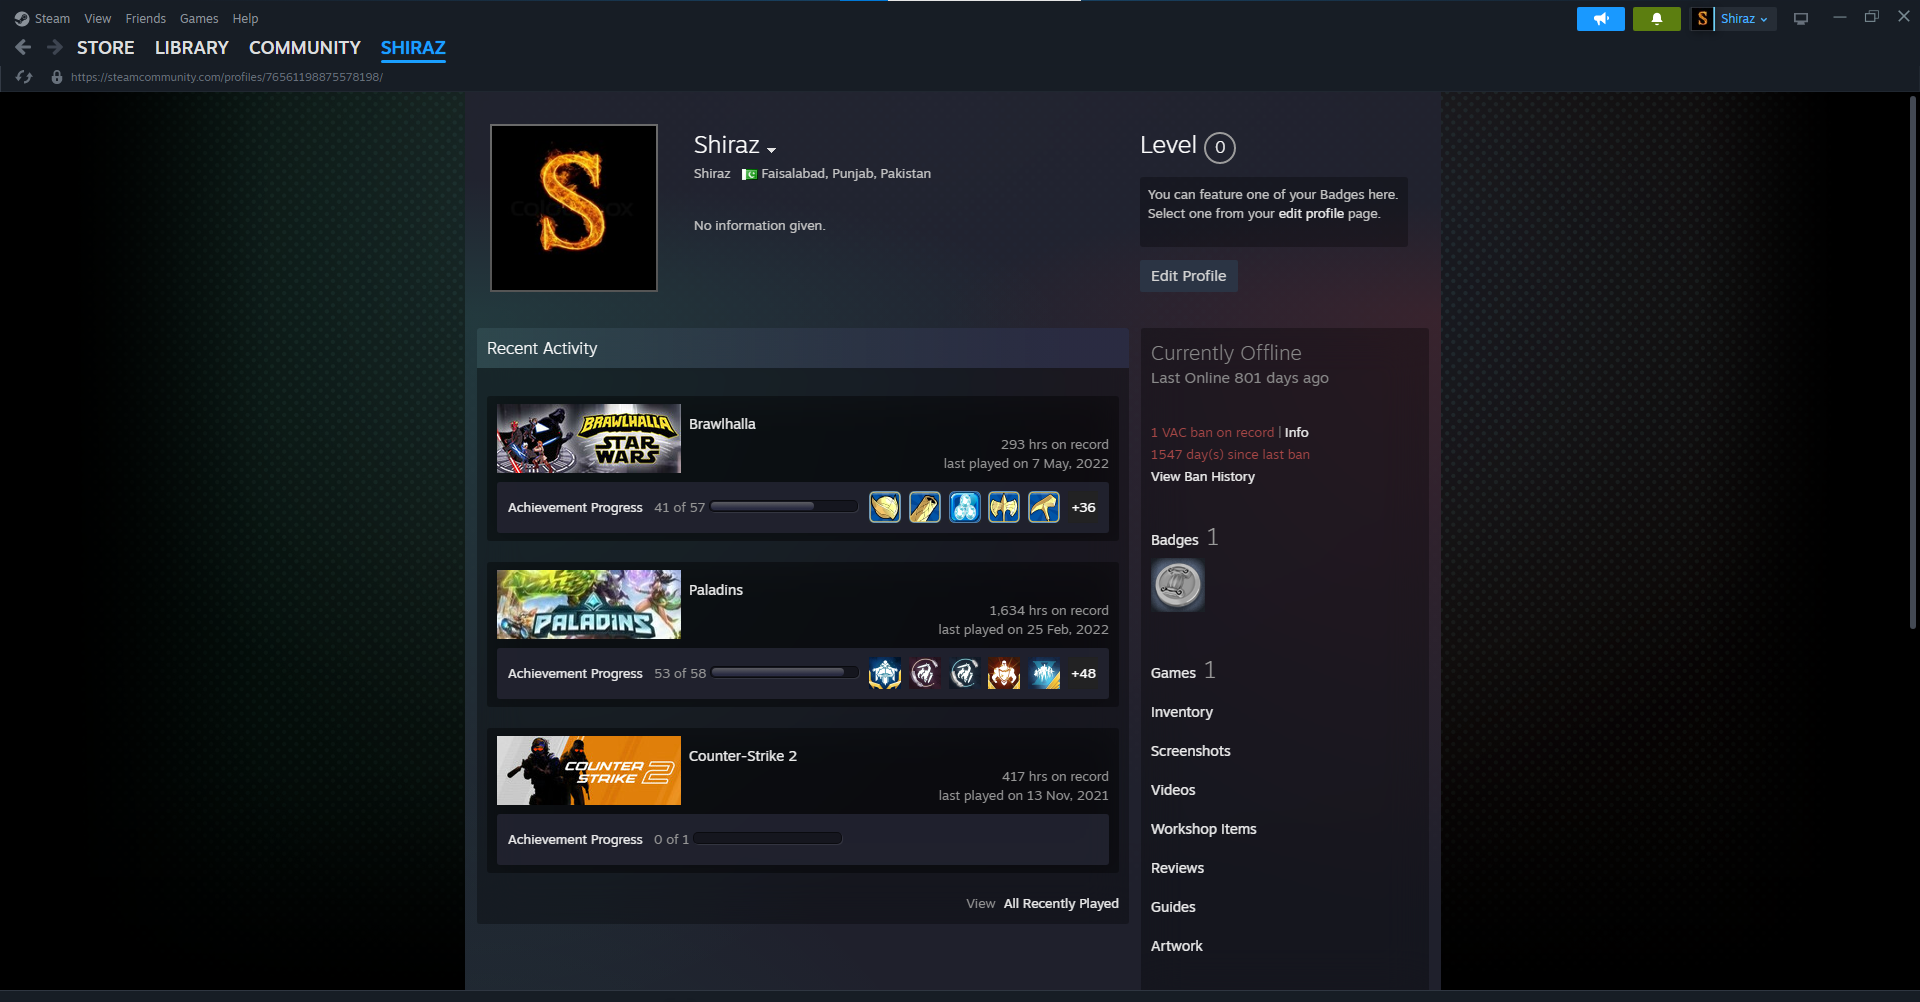 Steam View Friends Games Help
Shiraz
STORE LIBRARY COMMUNITY SHIRAZ
https://steamcommunity.com/profiles/76561198875578198/
Shiraz
Shiraz Faisalabad, Punjab, Pakistan
No information given.
Level 0
You can feature one of your Badges here.
Select one from your edit profile page.
Edit Profile
Recent Activity
BRAWLHALLA
STAR
WARS
Brawlhalla
293 hrs on record
last played on 7 May, 2022
Achievement Progress 41 of 57 +36
PALADINS
Paladins
1,634 hrs on record
last played on 25 Feb, 2022
Achievement Progress 53 of 58 +48
COUNTER
STRIKE 2
Counter-Strike 2
417 hrs on record
last played on 13 Nov, 2021
Achievement Progress 0 of 1
View All Recently Played
Currently Offline
Last Online 801 days ago
1 VAC ban on record | Info
1547 day(s) since last ban
View Ban History
Badges 1
Games 1
Inventory
Screenshots
Videos
Workshop Items
Reviews
Guides
Artwork